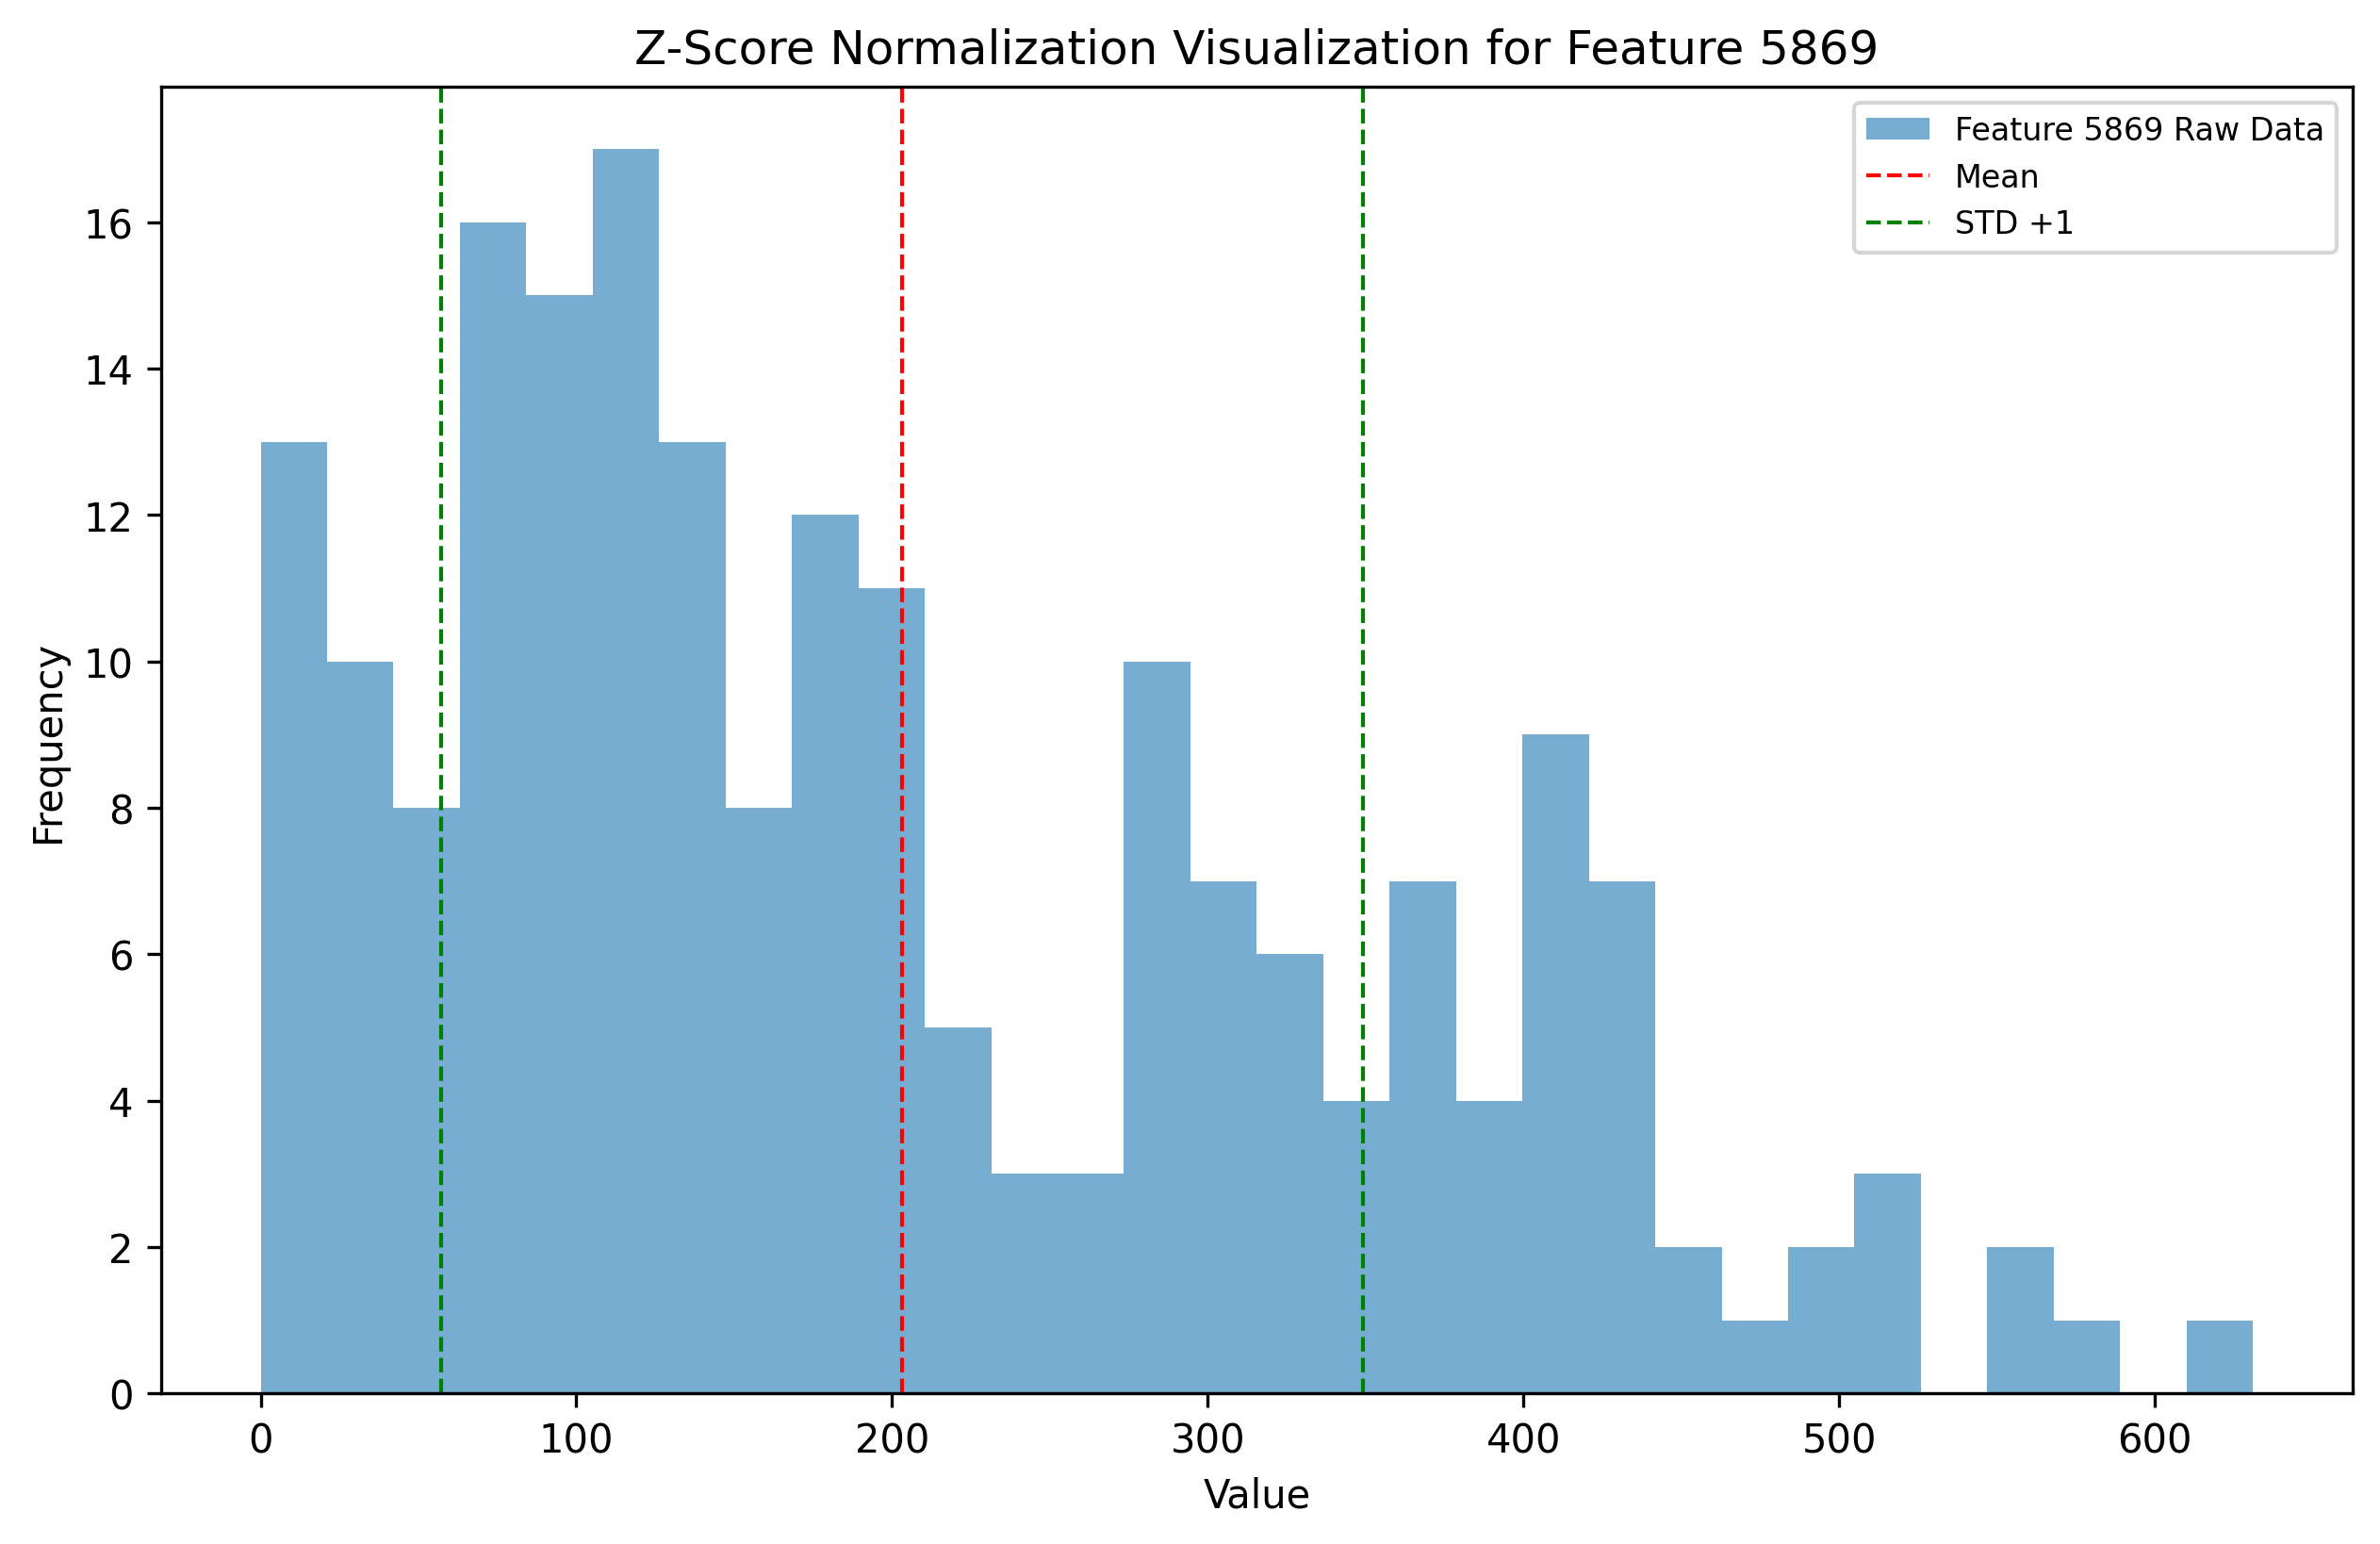 Z-Score Normalization Visualization for Feature 5869
Feature 5869 Raw Data
Mean
STD +1
Frequency
16
14
12
10
8
6
4
2
0
0 100 200 300 400 500 600
Value